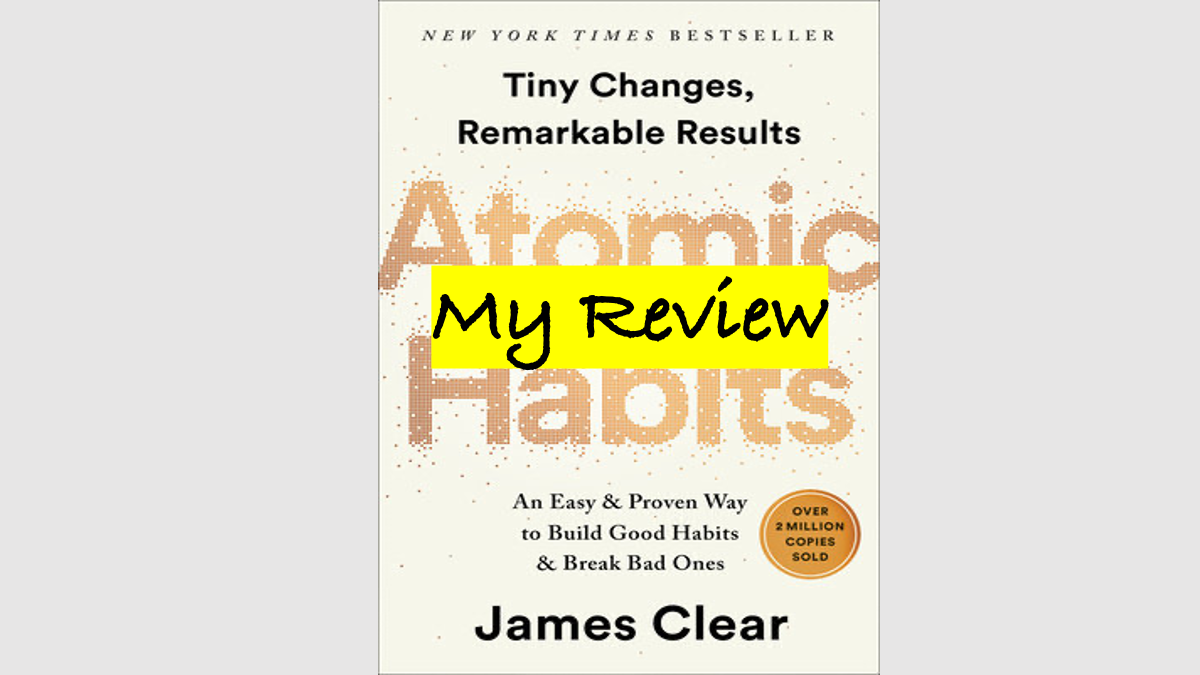 NEW YORK TIMES BESTSELLER
Tiny Changes,
Remarkable Results
Atomic
My Review
Habits
An Easy & Proven Way
to Build Good Habits
& Break Bad Ones
OVER
2 MILLION
COPIES
SOLD
James Clear